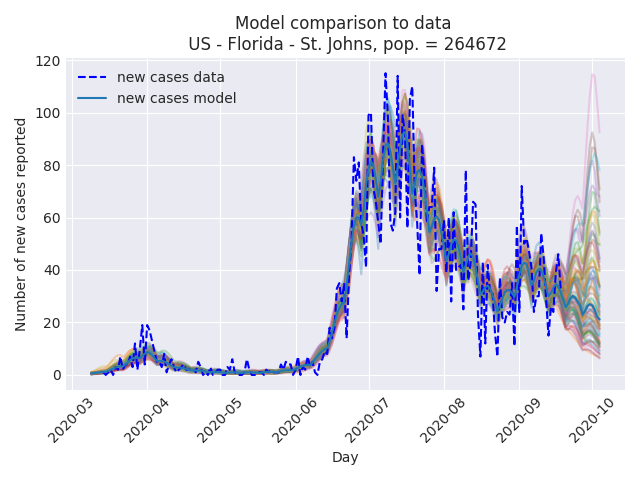 Model comparison to data
US - Florida - St. Johns, pop. = 264672
120
100
80
60
40
20
0
Number of new cases reported
new cases data
new cases model
2020-03
2020-04
2020-05
2020-06
2020-07
2020-08
2020-09
2020-10
Day